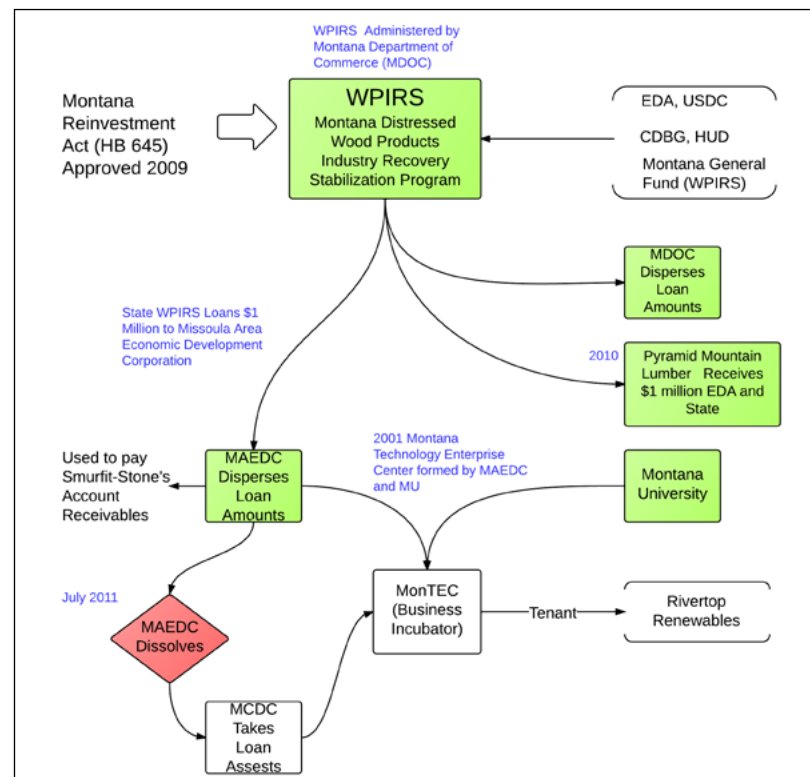 WPIRS Administered by
Montana Department of
Commerce (MDOC)
Montana
Reinvestment
Act (HB 645)
Approved 2009
WPIRS
Montana Distressed
Wood Products
Industry Recovery
Stabilization Program
EDA, USDC
CDBG, HUD
Montana General
Fund (WPIRS)
MDOC
Disperses
Loan
Amounts
State WPIRS Loans $1
Million to Missoula Area
Economic Development
Corporation
2010
Pyramid Mountain
Lumber Receives
$1 million EDA and
State
Used to pay
Smurfit-Stone's
Account
Receivables
MAEDC
Disperses
Loan
Amounts
2001 Montana
Technology Enterprise
Center formed by MAEDC
and MU
Montana
University
July 2011
MAEDC
Dissolves
MonTEC
(Business
Incubator)
Tenant
Rivertop
Renewables
MCDC
Takes
Loan
Assests